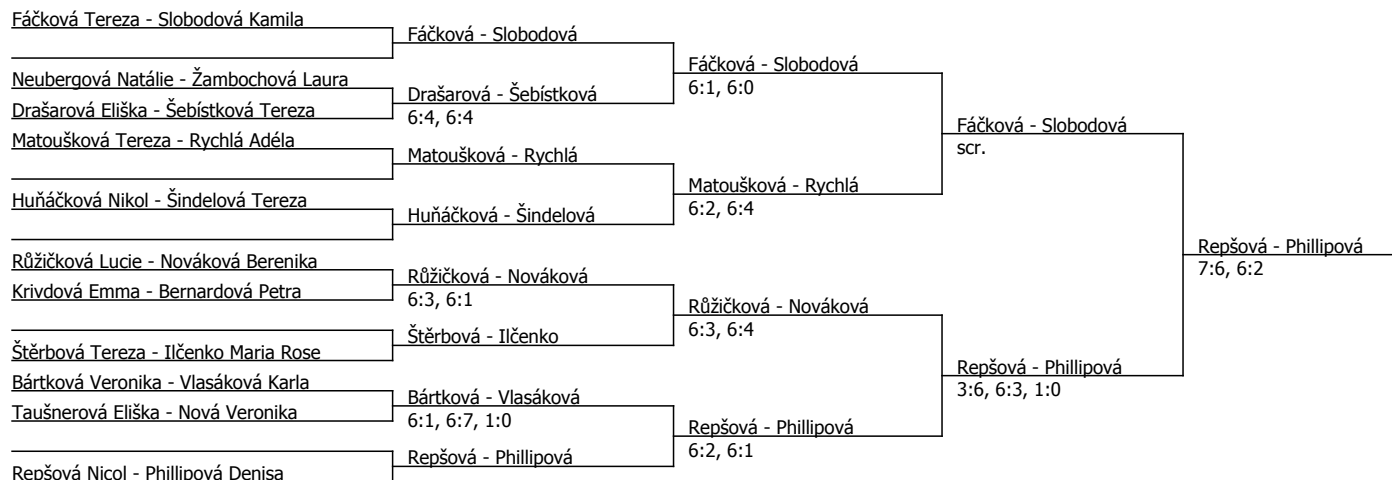 Fáčková Tereza - Slobodová Kamila
Neubergová Natálie - Žambochová Laura
Drašarová Eliška - Šebístková Tereza
Matoušková Tereza - Rychlá Adéla
Huňáčková Nikol - Šindelová Tereza
Růžičková Lucie - Nováková Berenika
Krivdová Emma - Bernardová Petra
Štěrbová Tereza - Ilčenko Maria Rose
Bártková Veronika - Vlasáková Karla
Taušnerová Eliška - Nová Veronika
Repšová Nicol - Phillipová Denisa
Fáčková - Slobodová
Drašarová - Šebístková
6:4, 6:4
Matoušková - Rychlá
Huňáčková - Šindelová
Růžičková - Nováková
6:3, 6:1
Štěrbová - Ilčenko
Bártková - Vlasáková
6:1, 6:7, 1:0
Repšová - Phillipová
Fáčková - Slobodová
6:1, 6:0
Matoušková - Rychlá
6:2, 6:4
Růžičková - Nováková
6:3, 6:4
Repšová - Phillipová
6:2, 6:1
Fáčková - Slobodová
scr.
Repšová - Phillipová
3:6, 6:3, 1:0
Repšová - Phillipová
7:6, 6:2